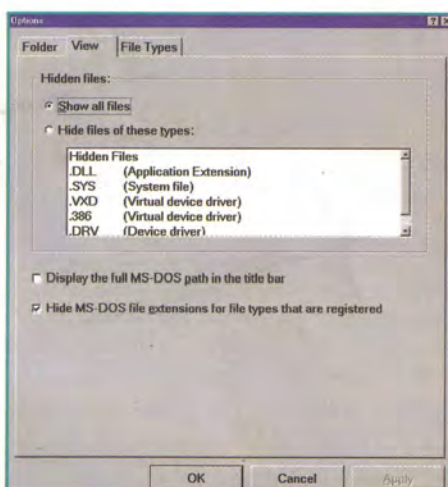 Options
Folder View File Types
Hidden files:
Show all files
Hide files of these types:
Hidden Files
.DLL (Application Extension)
.SYS (System file)
.VXD (Virtual device driver)
.386 (Virtual device driver)
.DRV (Device driver)
Display the full MS-DOS path in the title bar
Hide MS-DOS file extensions for file types that are registered
OK Cancel Apply